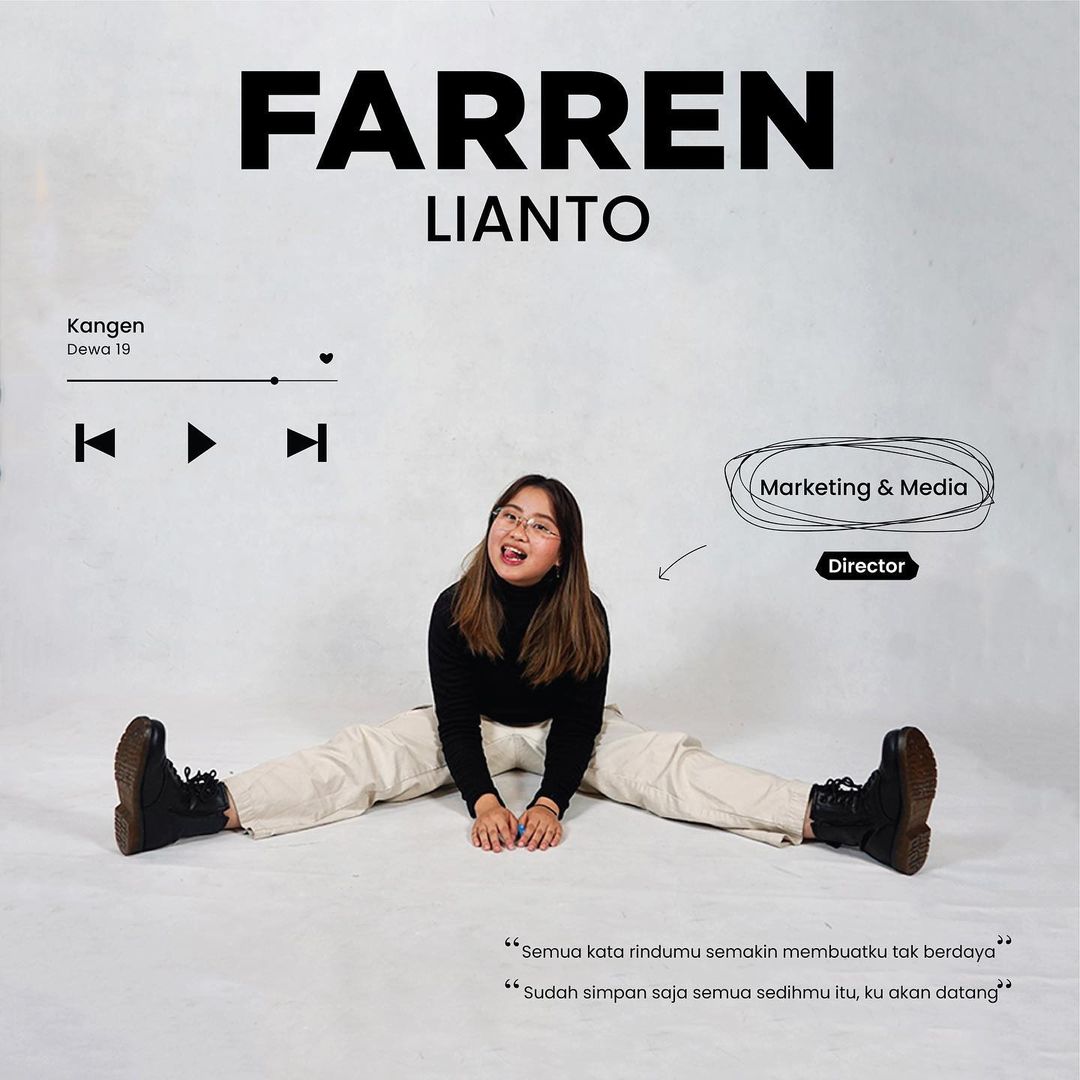 FARREN
LIANTO
Kangen
Dewa 19
Marketing & Media
Director
“Semua kata rindumu semakin membuatku tak berdaya”
“Sudah simpan saja semua sedihmu itu, ku akan datang”